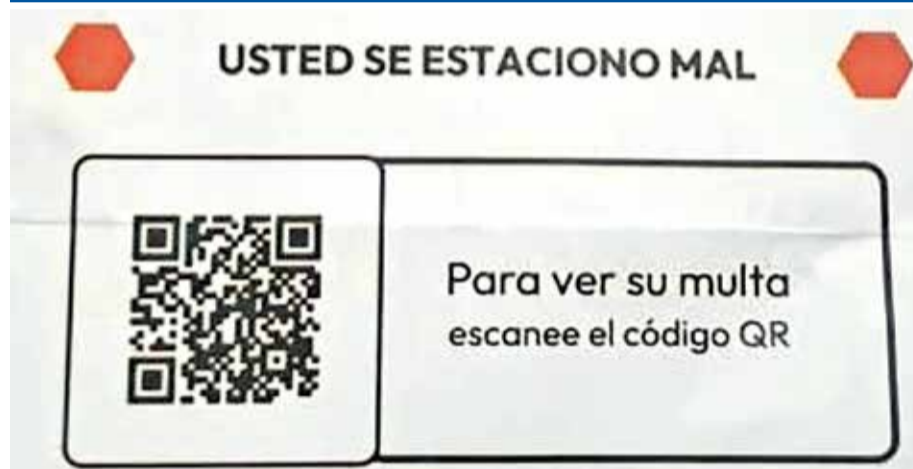 USTED SE ESTACIONO MAL
Para ver su multa
escanee el código QR